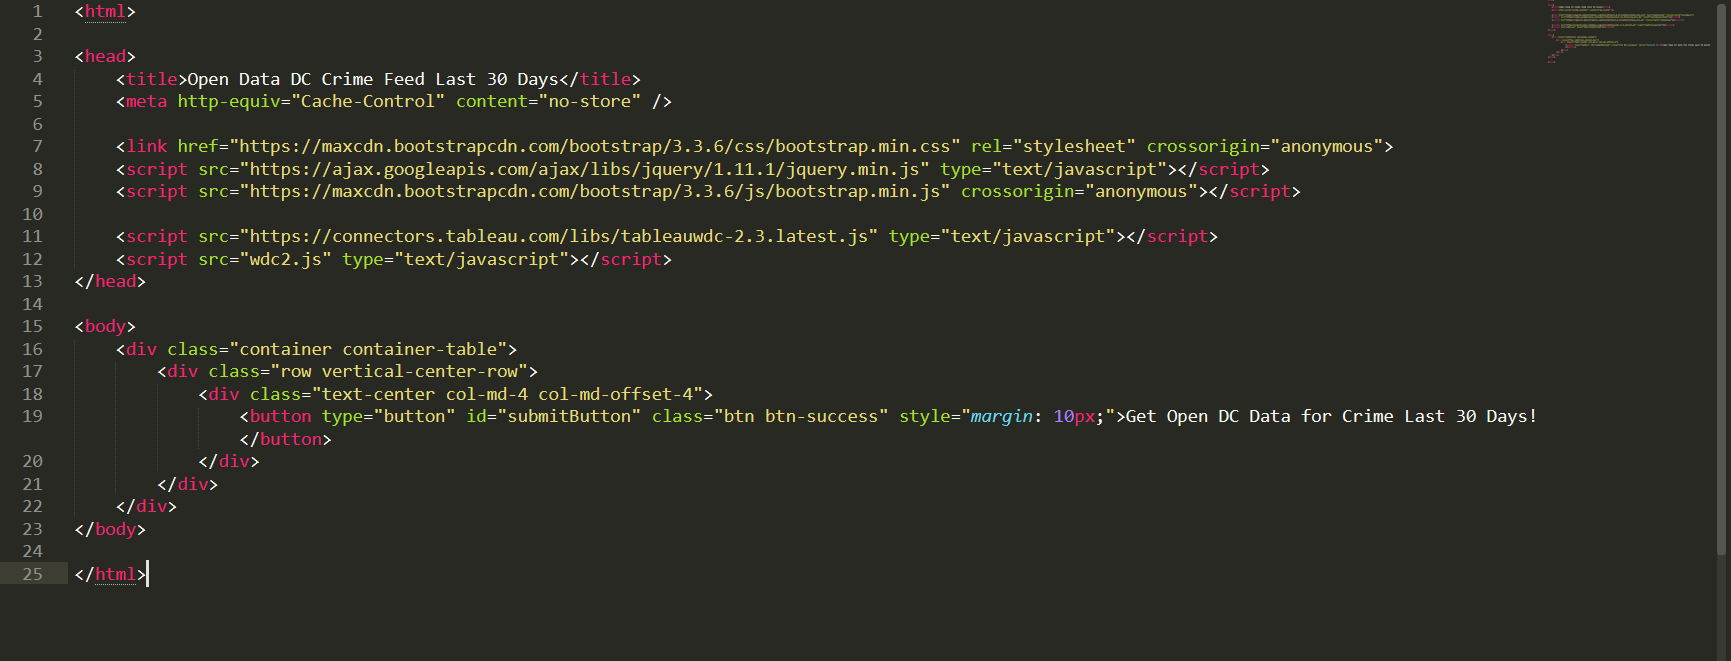 1 <html>
2
3 <head>
4 <title>Open Data DC Crime Feed Last 30 Days</title>
5 <meta http-equiv="Cache-Control" content="no-store" />
6
7 <link href="https://maxcdn.bootstrapcdn.com/bootstrap/3.3.6/css/bootstrap.min.css" rel="stylesheet" crossorigin="anonymous">
8 <script src="https://ajax.googleapis.com/ajax/libs/jquery/1.11.1/jquery.min.js" type="text/javascript"></script>
9 <script src="https://maxcdn.bootstrapcdn.com/bootstrap/3.3.6/js/bootstrap.min.js" crossorigin="anonymous"></script>
10
11 <script src="https://connectors.tableau.com/libs/tableauwdc-2.3.latest.js" type="text/javascript"></script>
12 <script src="wdc2.js" type="text/javascript"></script>
13 </head>
14
15 <body>
16 <div class="container container-table">
17 <div class="row vertical-center-row">
18 <div class="text-center col-md-4 col-md-offset-4">
19 <button type="button" id="submitButton" class="btn btn-success" style="margin: 10px;">Get Open DC Data for Crime Last 30 Days!
</button>
20 </div>
21 </div>
22 </div>
23 </body>
24
25 </html>